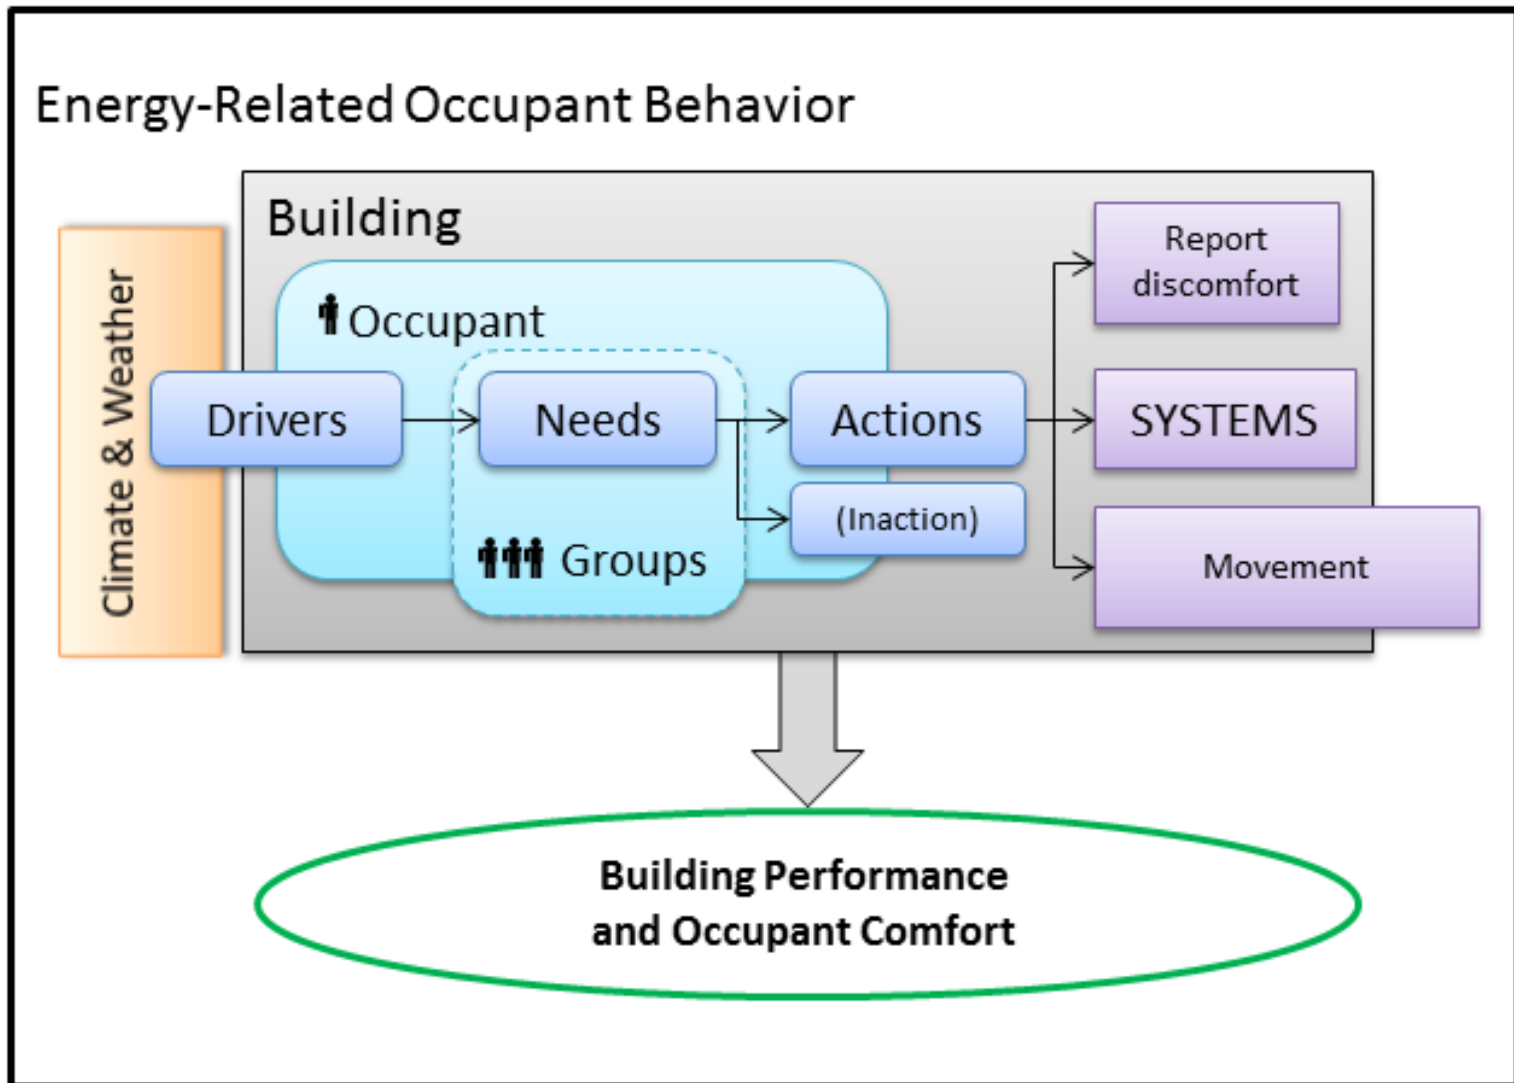 Energy-Related Occupant Behavior
Building
Climate & Weather
Occupant
Drivers
Needs
Actions
(Inaction)
Groups
Report
discomfort
SYSTEMS
Movement
Building Performance
and Occupant Comfort